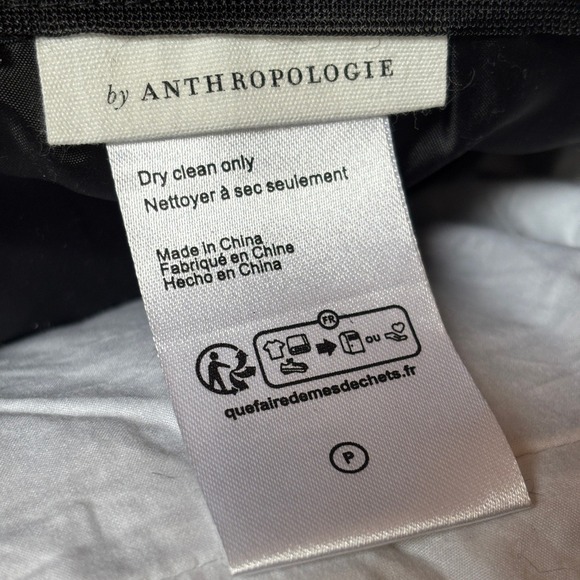 by ANTHROPOLOGIE
Dry clean only
Nettoyer à sec seulement
Made in China
Fabriqué en Chine
Hecho en China
FR
OU
quefairedemesdechets.fr
P